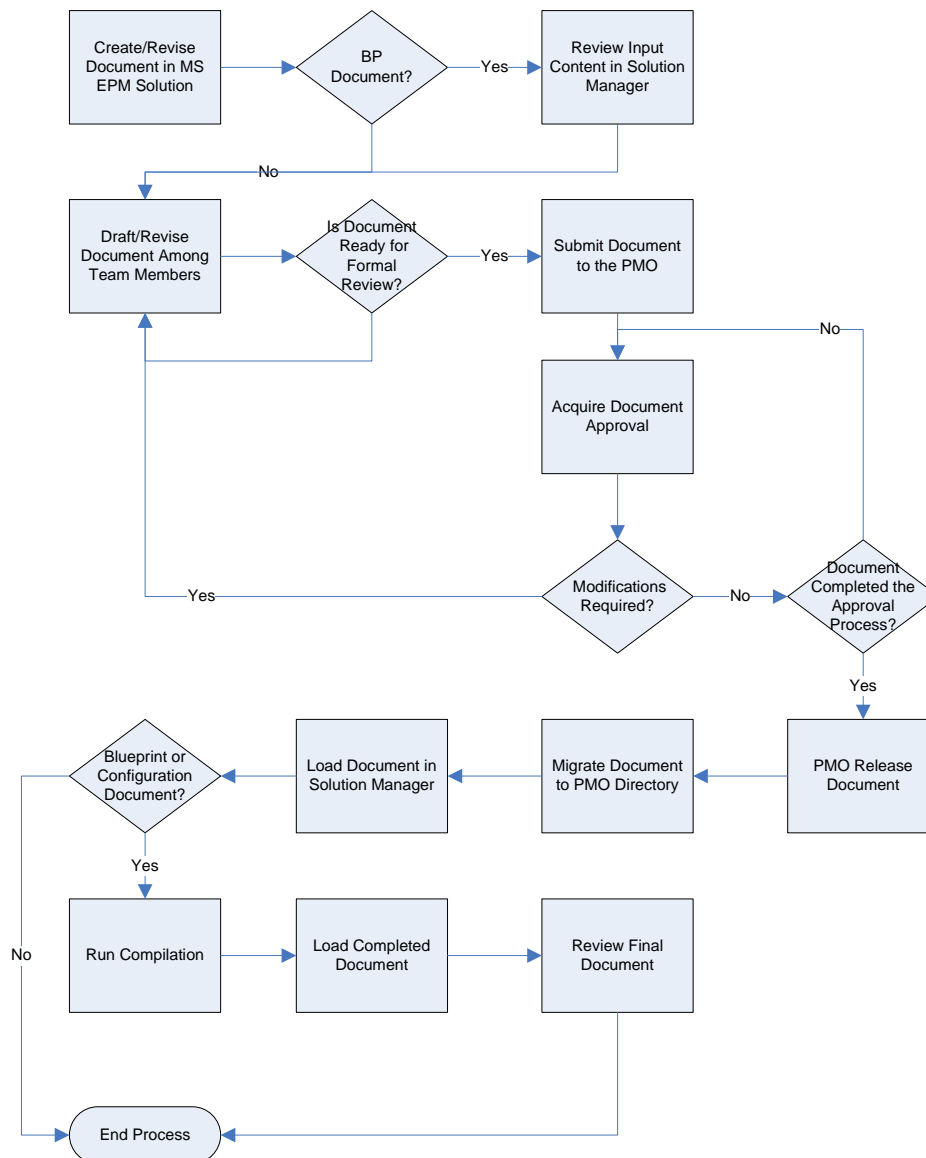 Create/Revise
Document in MS
EPM Solution
BP
Document?
Yes
Review Input
Content in Solution
Manager
No
Draft/Revise
Document Among
Team Members
Is Document
Ready for
Formal
Review?
Yes
Submit Document
to the PMO
No
Acquire Document
Approval
Yes
Modifications
Required?
No
Document
Completed the
Approval
Process?
Yes
Blueprint or
Configuration
Document?
Load Document in
Solution Manager
Migrate Document
to PMO Directory
PMO Release
Document
Yes
No
Run Compilation
Load Completed
Document
Review Final
Document
End Process